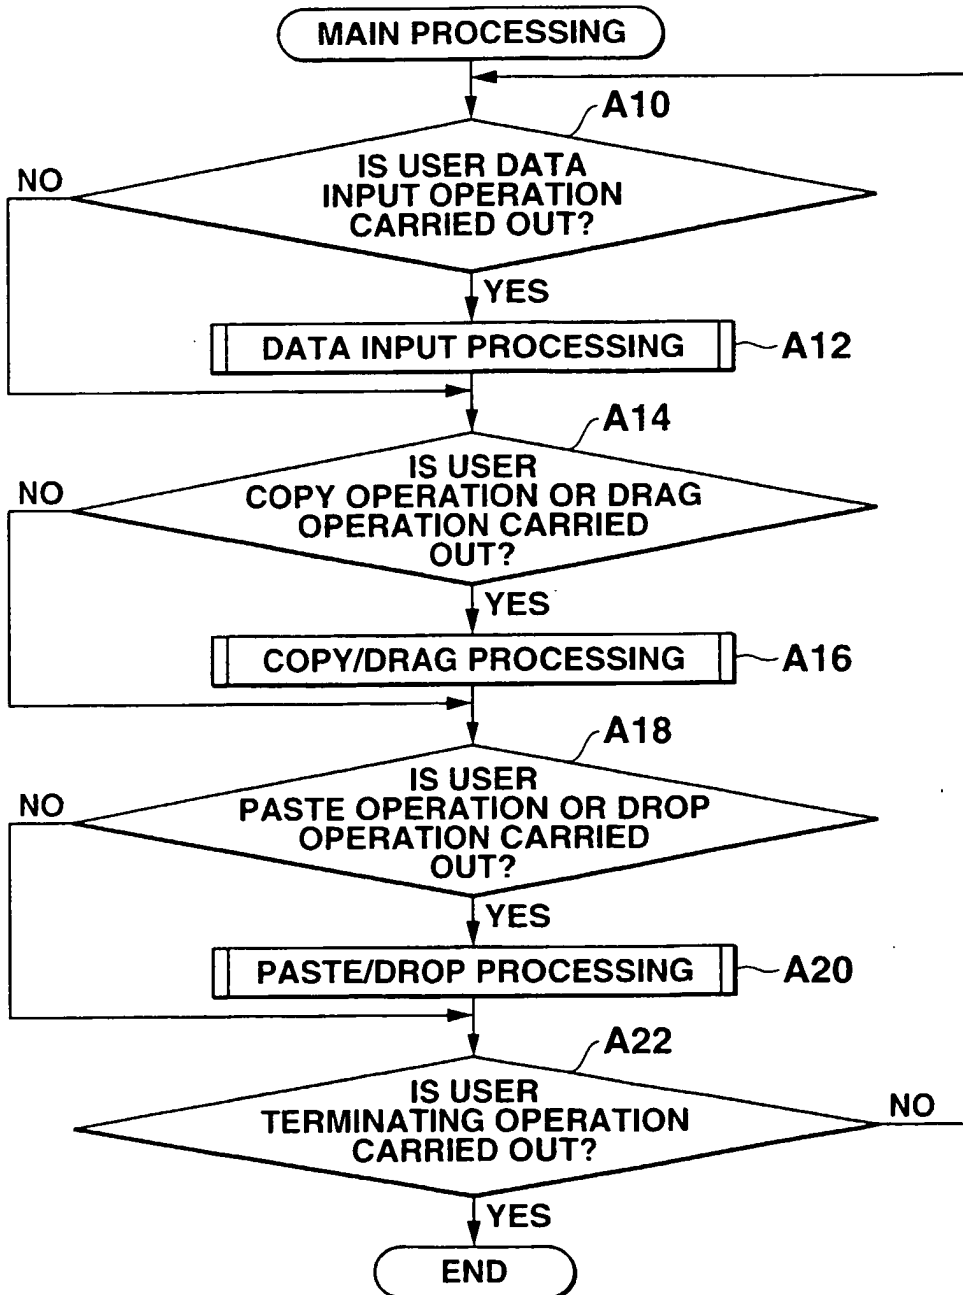 MAIN PROCESSING
A10
IS USER DATA
INPUT OPERATION
CARRIED OUT?
NO
YES
DATA INPUT PROCESSING
A12
A14
IS USER
COPY OPERATION OR DRAG
OPERATION CARRIED
OUT?
NO
YES
COPY/DRAG PROCESSING
A16
A18
IS USER
PASTE OPERATION OR DROP
OPERATION CARRIED
OUT?
NO
YES
PASTE/DROP PROCESSING
A20
A22
IS USER
TERMINATING OPERATION
CARRIED OUT?
NO
YES
END